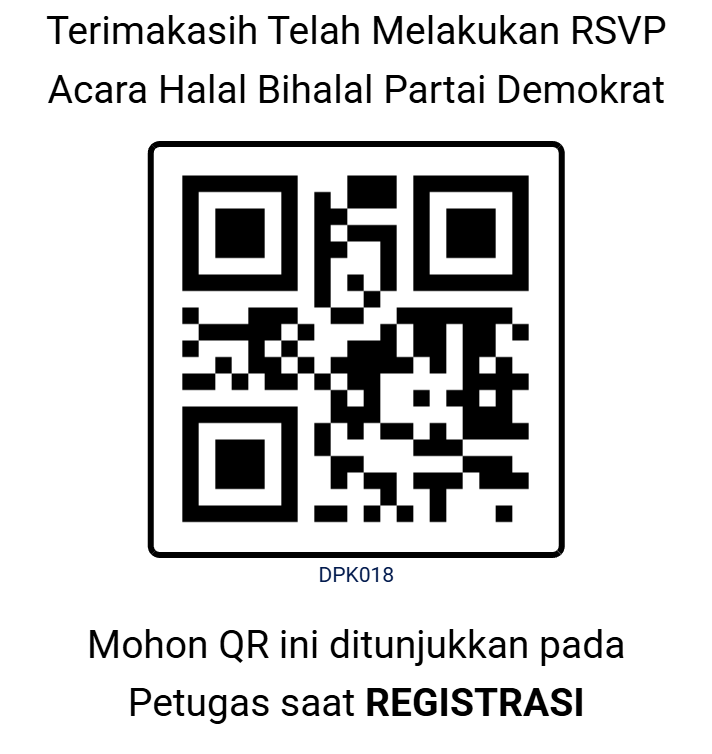 Terimakasih Telah Melakukan RSVP
Acara Halal Bihalal Partai Demokrat
DPK018
Mohon QR ini ditunjukkan pada
Petugas saat REGISTRASI